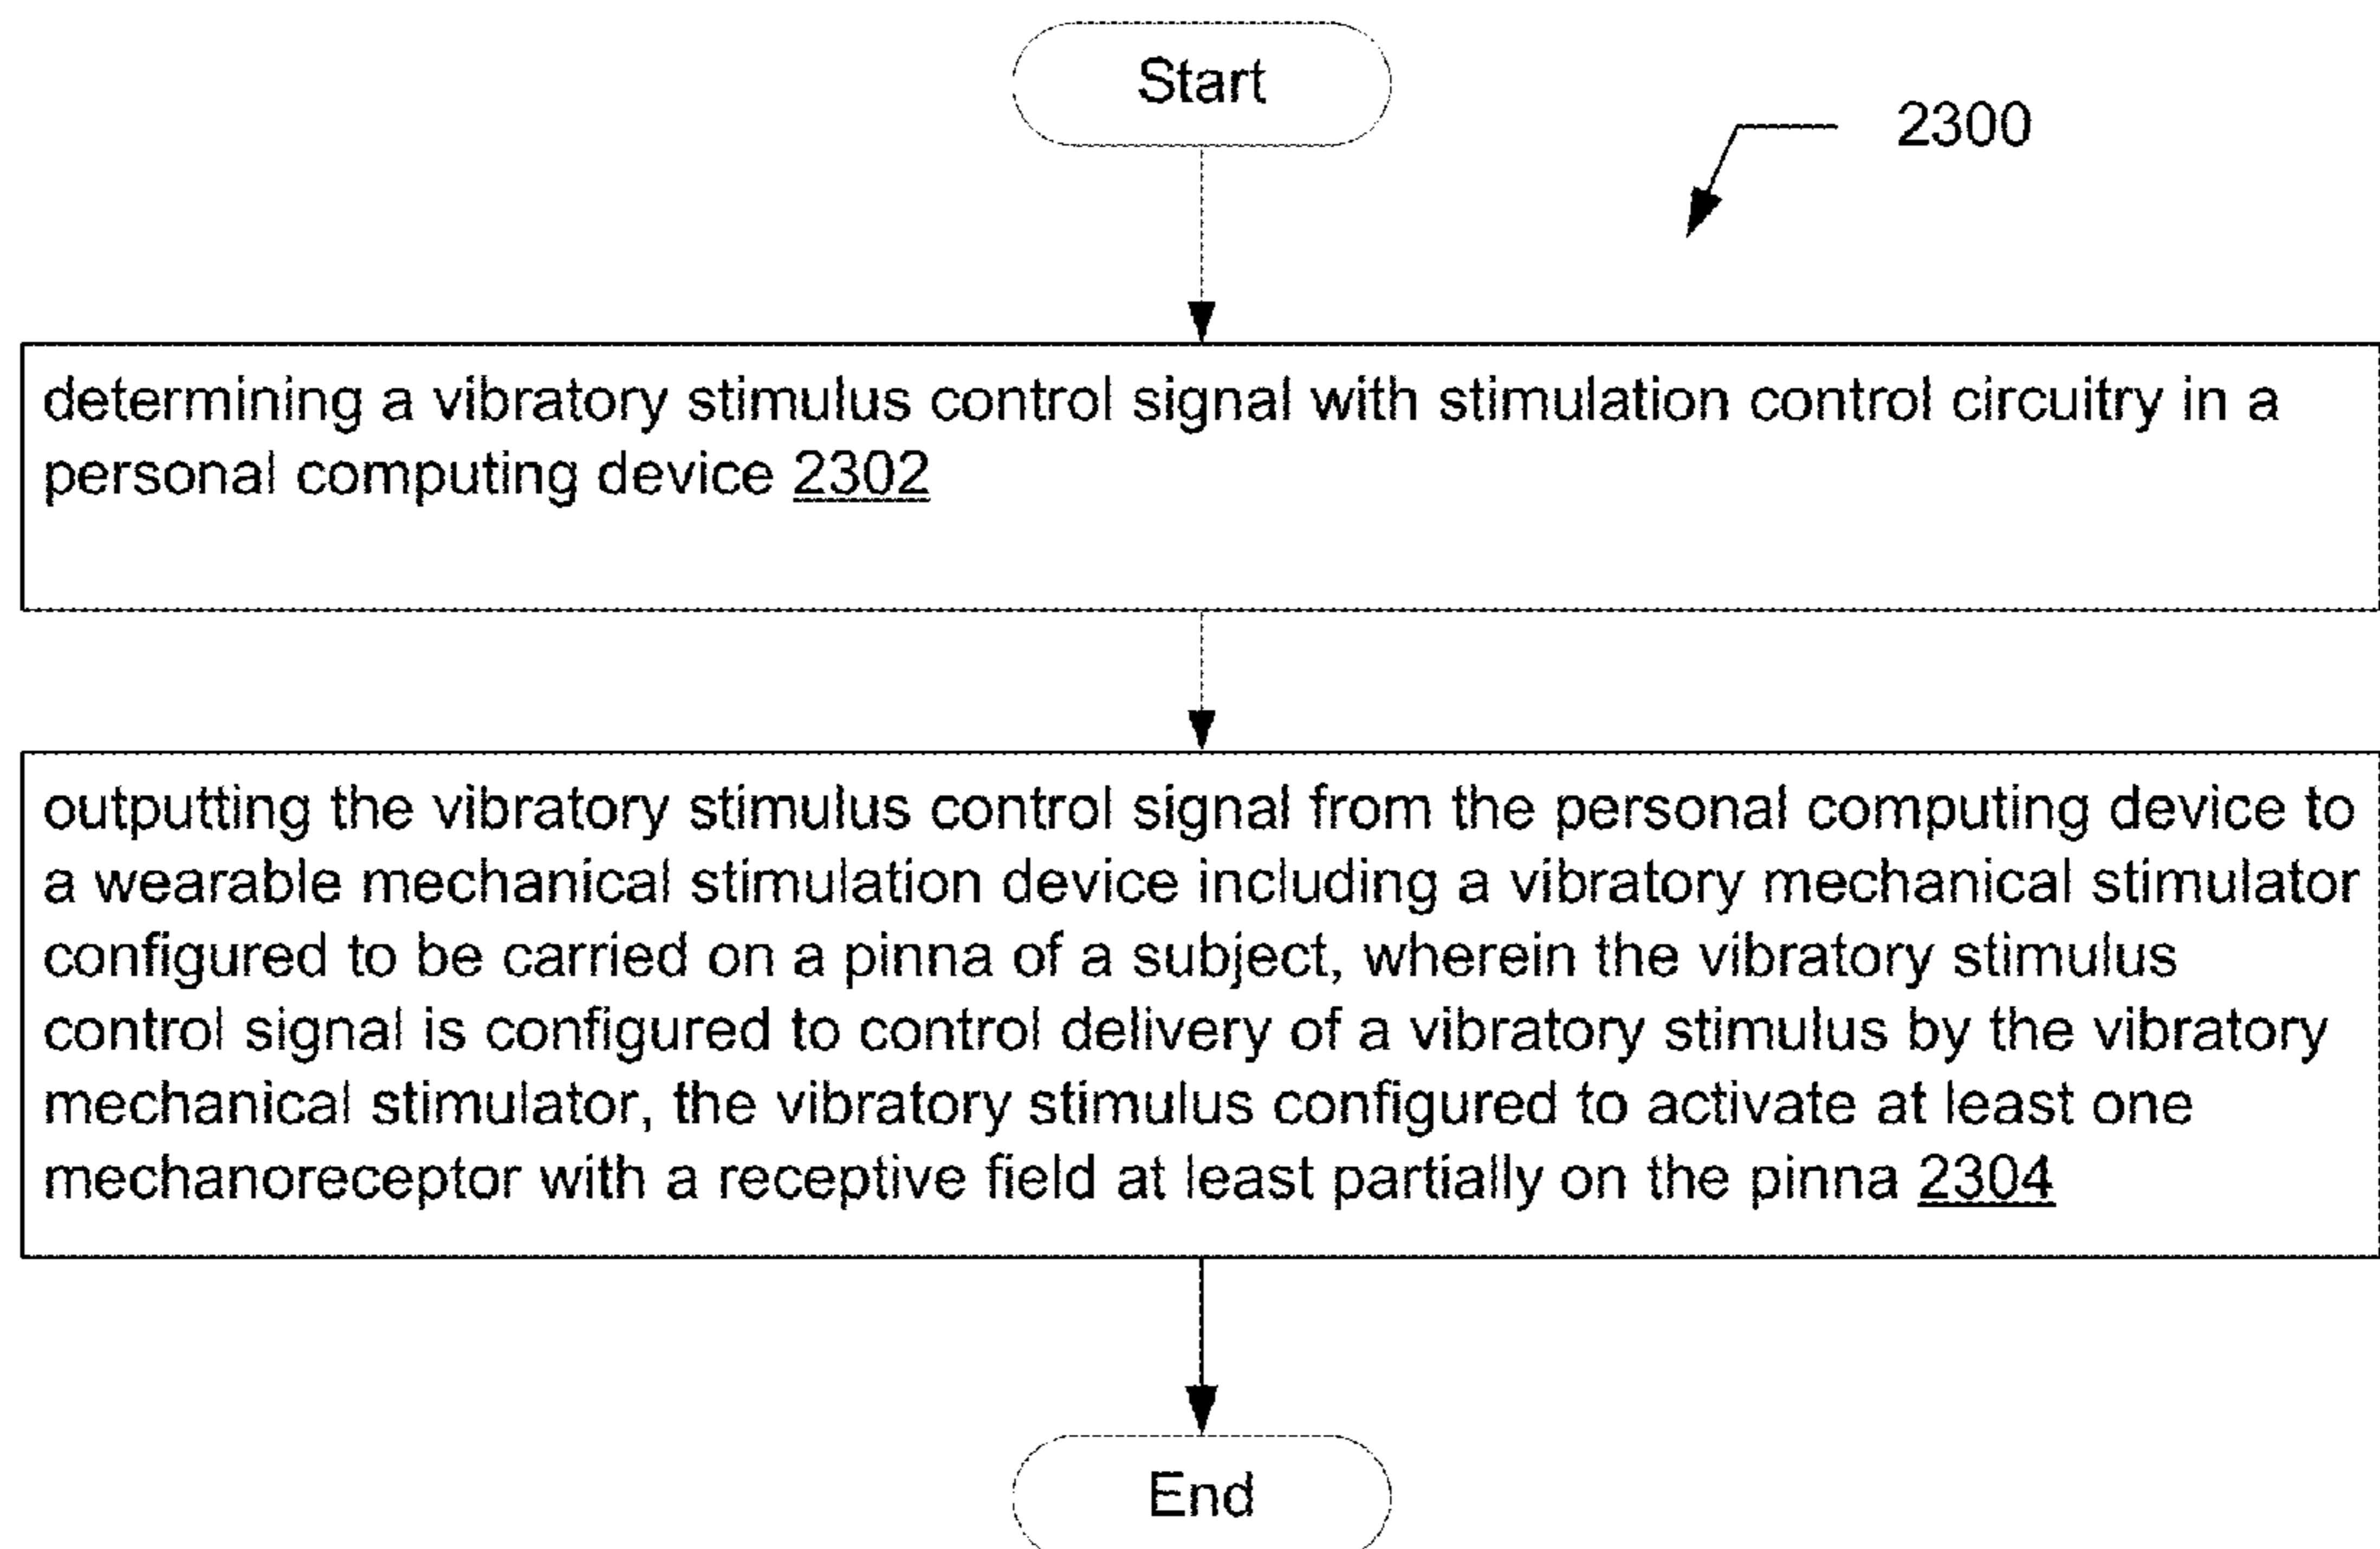 Start
2300
determining a vibratory stimulus control signal with stimulation control circuitry in a
personal computing device 2302
outputting the vibratory stimulus control signal from the personal computing device to
a wearable mechanical stimulation device including a vibratory mechanical stimulator
configured to be carried on a pinna of a subject, wherein the vibratory stimulus
control signal is configured to control delivery of a vibratory stimulus by the vibratory
mechanical stimulator, the vibratory stimulus configured to activate at least one
mechanoreceptor with a receptive field at least partially on the pinna 2304
End